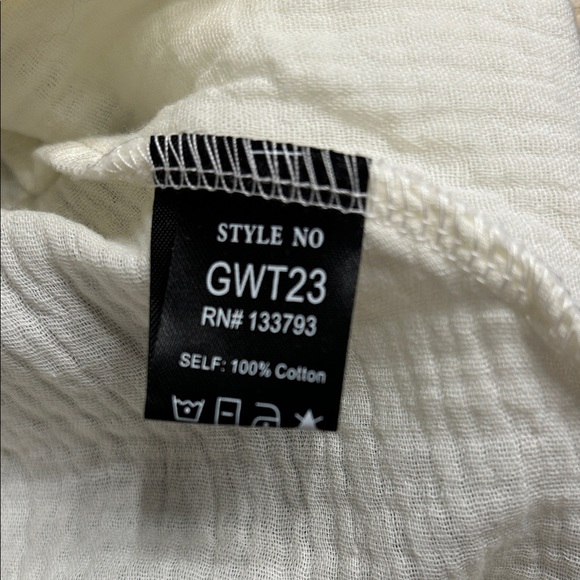 STYLE NO
GWT23
RN# 133793
SELF: 100% Cotton